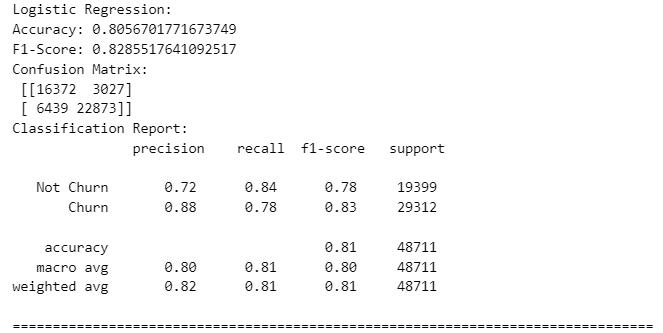 Logistic Regression:
Accuracy: 0.8056701771673749
F1-Score: 0.8285517641092517
Confusion Matrix:
[[16372  3027]
[ 6439 22873]]
Classification Report:
precision    recall  f1-score   support
Not Churn       0.72      0.84      0.78     19399
Churn       0.88      0.78      0.83     29312
accuracy                           0.81     48711
macro avg       0.80      0.81      0.80     48711
weighted avg       0.82      0.81      0.81     48711
================================================================================